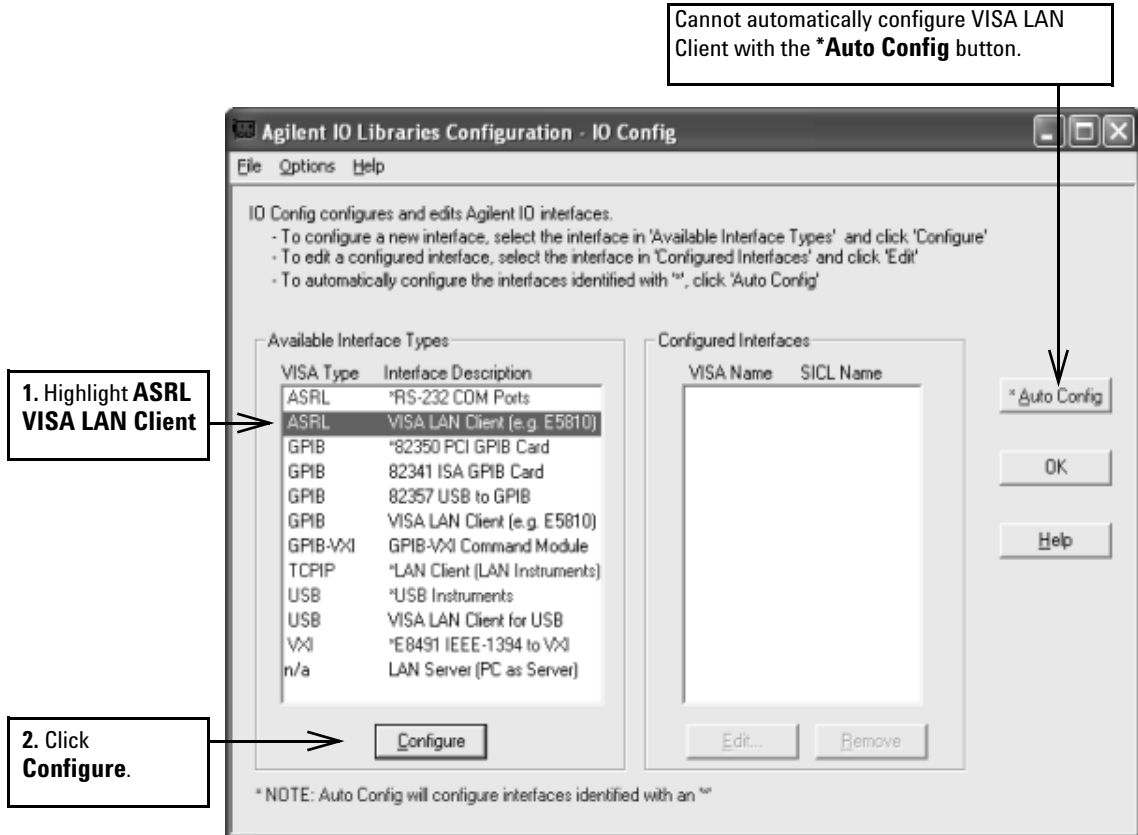 Cannot automatically configure VISA LAN
Client with the *Auto Config button.
Agilent IO Libraries Configuration - IO Config
File Options Help
IO Config configures and edits Agilent IO interfaces.
- To configure a new interface, select the interface in 'Available Interface Types' and click 'Configure'
- To edit a configured interface, select the interface in 'Configured Interfaces' and click 'Edit'
- To automatically configure the interfaces identified with '*', click 'Auto Config'
Available Interface Types
VISA Type Interface Description
ASRL *RS-232 COM Ports
ASRL VISA LAN Client (e.g. E5810)
GPIB *82350 PCI GPIB Card
GPIB 82341 ISA GPIB Card
GPIB 82357 USB to GPIB
GPIB VISA LAN Client (e.g. E5810)
GPIB-VXI GPIB-VXI Command Module
TCPIP *LAN Client (LAN Instruments)
USB *USB Instruments
USB VISA LAN Client for USB
VXI *E8491 IEEE-1394 to VXI
n/a LAN Server (PC as Server)
Configure
Configured Interfaces
VISA Name SICL Name
Edit... Remove
* Auto Config
OK
Help
1. Highlight ASRL
VISA LAN Client
2. Click
Configure.
* NOTE: Auto Config will configure interfaces identified with an '*'